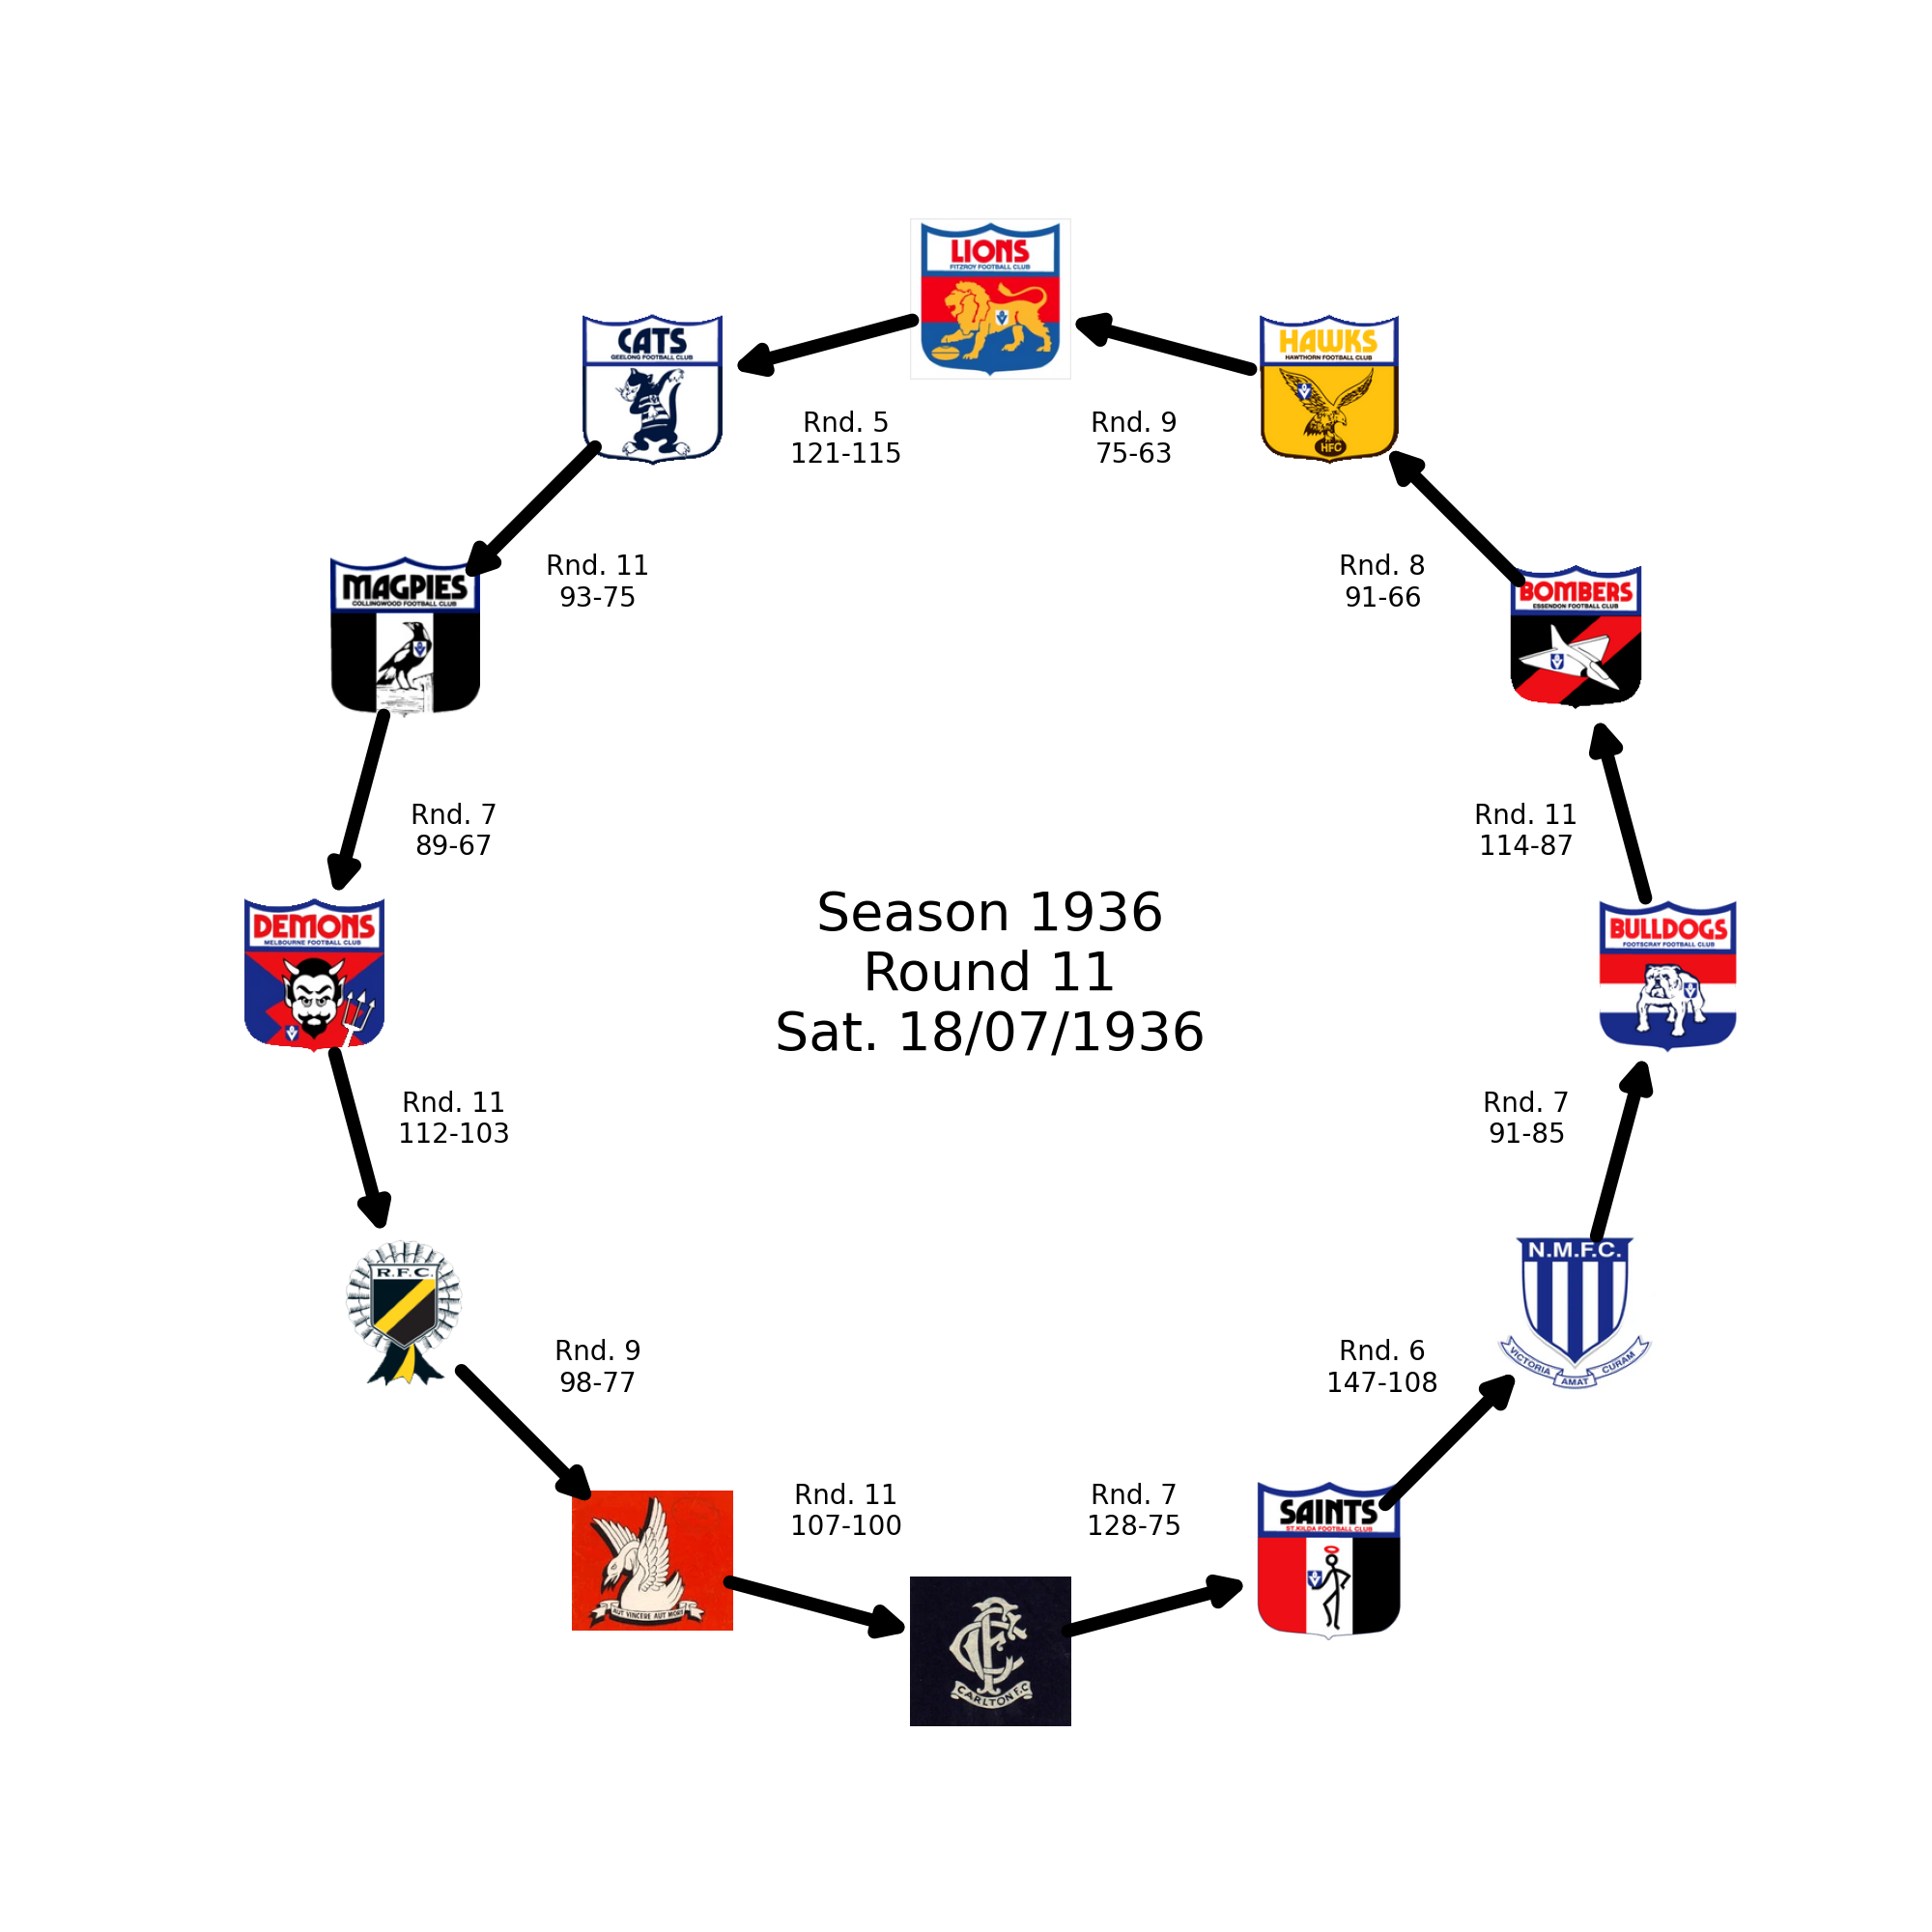 LIONS
FITZROY FOOTBALL CLUB
CATS
GEELONG FOOTBALL CLUB
HAWKS
HAWTHORN FOOTBALL CLUB
HFC
Rnd. 5
121-115
Rnd. 9
75-63
MAGPIES
COLLINGWOOD FOOTBALL CLUB
Rnd. 11
93-75
Rnd. 8
91-66
BOMBERS
ESSENDON FOOTBALL CLUB
Rnd. 7
89-67
Rnd. 11
114-87
DEMONS
MELBOURNE FOOTBALL CLUB
Season 1936
Round 11
Sat. 18/07/1936
BULLDOGS
FOOTSCRAY FOOTBALL CLUB
Rnd. 11
112-103
Rnd. 7
91-85
R.F.C.
N.M.F.C.
VICTORIA AMAT CURAM
Rnd. 9
98-77
Rnd. 6
147-108
Rnd. 11
107-100
Rnd. 7
128-75
SAINTS
ST.KILDA FOOTBALL CLUB
AUT VINCERE AUT MORI
CARLTON F.C